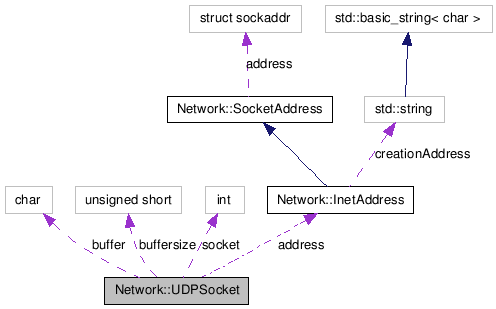 struct sockaddr
std::basic_string< char >
address
Network::SocketAddress
std::string
creationAddress
char
unsigned short
int
Network::InetAddress
buffer
buffersize
socket
address
Network::UDPSocket